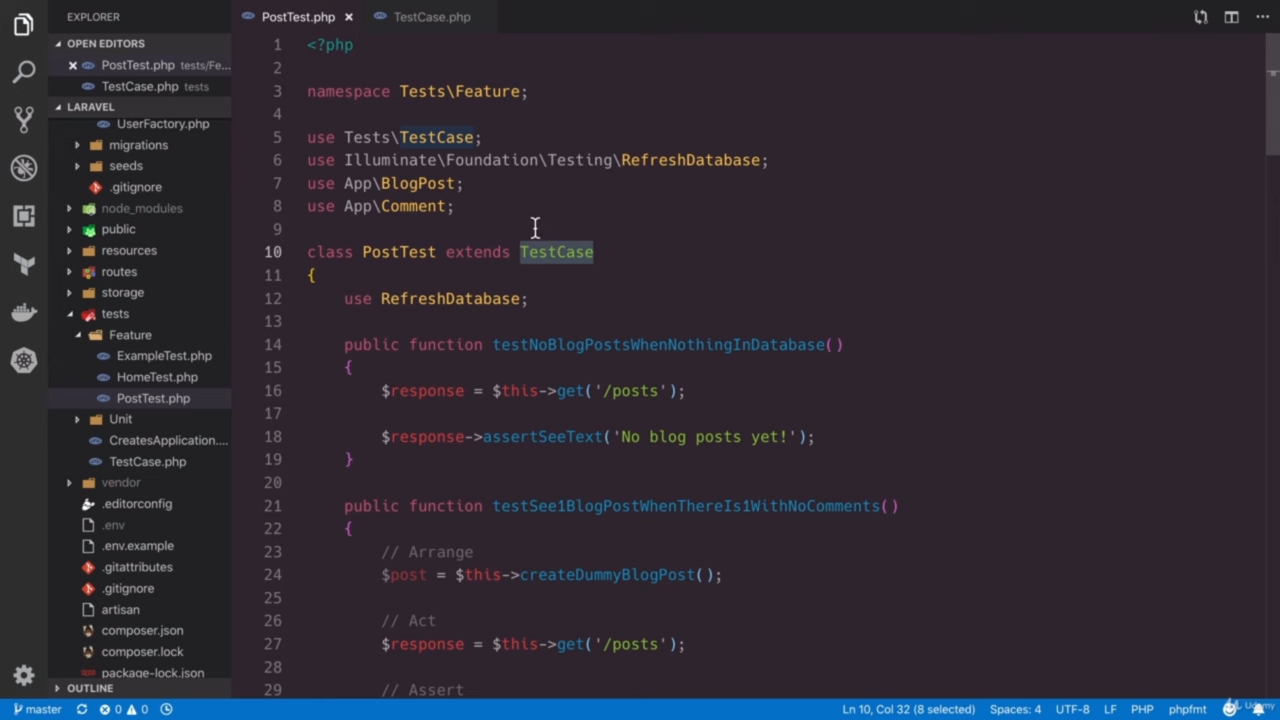 EXPLORER
OPEN EDITORS
PostTest.php tests/Fe...
TestCase.php tests
LARAVEL
UserFactory.php
migrations
seeds
.gitignore
node_modules
public
resources
routes
storage
tests
Feature
ExampleTest.php
HomeTest.php
PostTest.php
Unit
CreatesApplication....
TestCase.php
vendor
.editorconfig
.env
.env.example
.gitattributes
.gitignore
artisan
composer.json
composer.lock
package-lock.json
OUTLINE
PostTest.php
TestCase.php
1 <?php
2
3 namespace Tests\Feature;
4
5 use Tests\TestCase;
6 use Illuminate\Foundation\Testing\RefreshDatabase;
7 use App\BlogPost;
8 use App\Comment;
9
10 class PostTest extends TestCase
11 {
12 use RefreshDatabase;
13
14 public function testNoBlogPostsWhenNothingInDatabase()
15 {
16 $response = $this->get('/posts');
17
18 $response->assertSeeText('No blog posts yet!');
19 }
20
21 public function testSee1BlogPostWhenThereIs1WithNoComments()
22 {
23 // Arrange
24 $post = $this->createDummyBlogPost();
25
26 // Act
27 $response = $this->get('/posts');
28
29 // Assert
master 0 0 Ln 10, Col 32 (8 selected) Spaces: 4 UTF-8 LF PHP phpfmt
Udemy